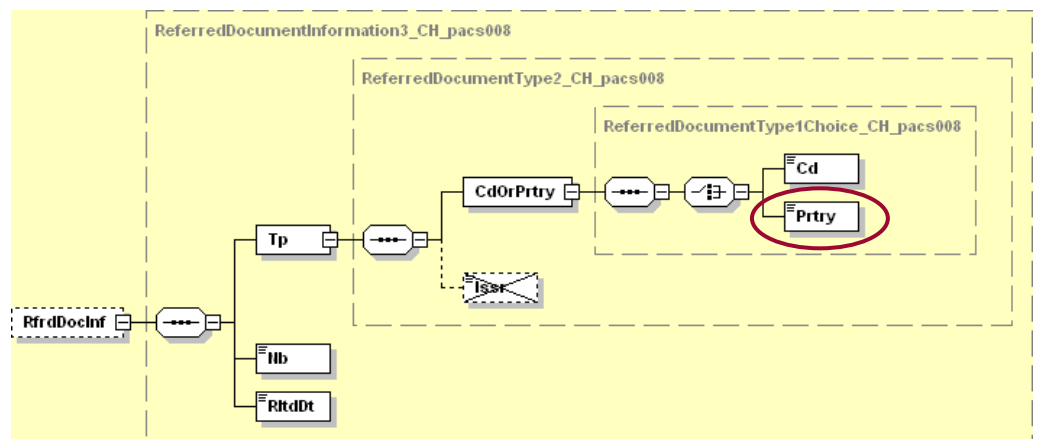 ReferredDocumentInformation3_CH_pacs008
ReferredDocumentType2_CH_pacs008
ReferredDocumentType1Choice_CH_pacs008
Cd
CdOrPrtry
Prtry
Tp
Issr
RfrdDocInf
Nb
RltdDt